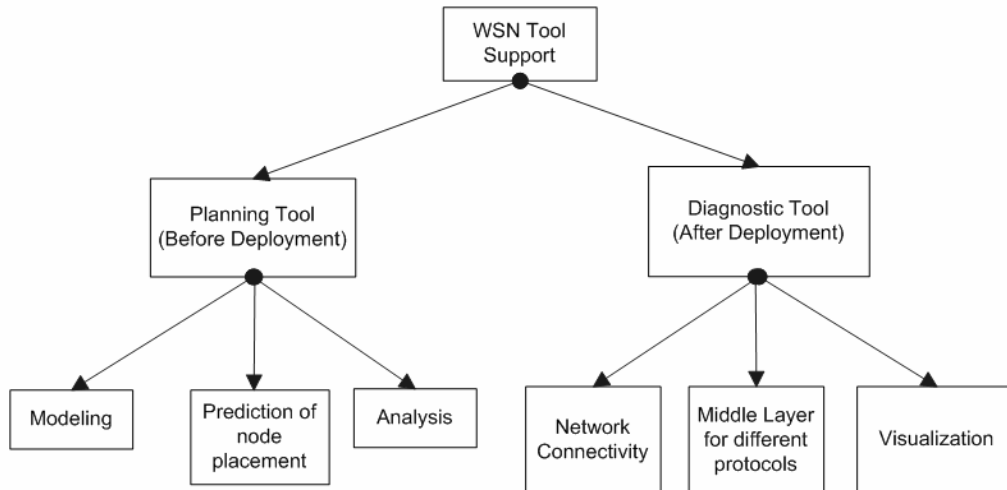 WSN Tool
Support
Planning Tool
(Before Deployment)
Diagnostic Tool
(After Deployment)
Modeling
Prediction of
node
placement
Analysis
Network
Connectivity
Middle Layer
for different
protocols
Visualization